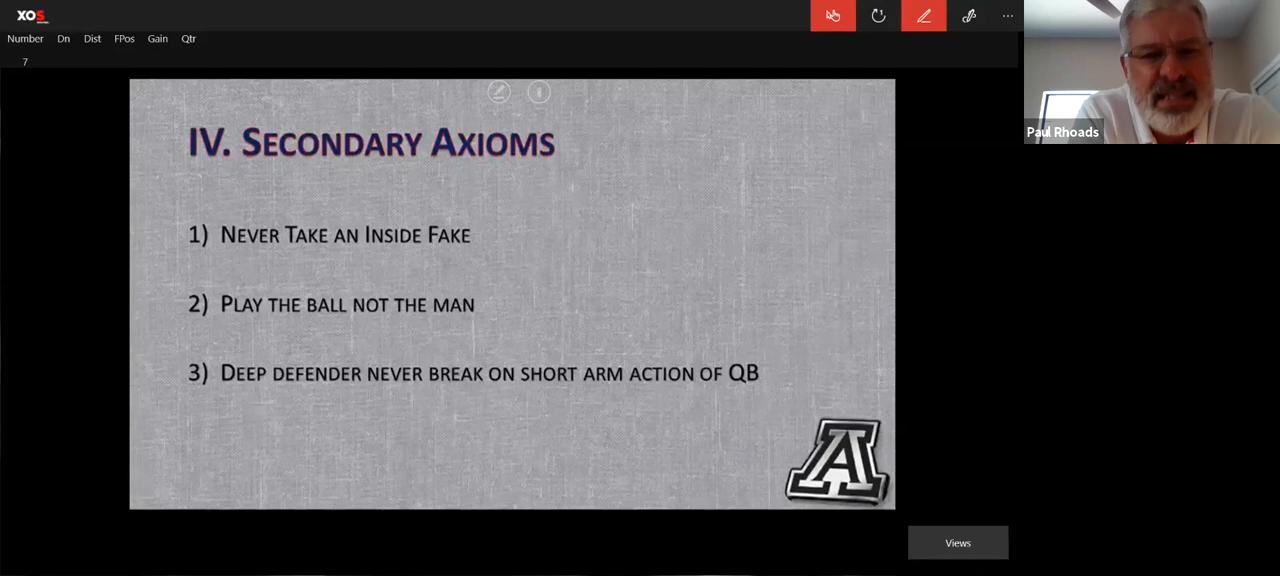 XOS
Number Dn Dist FPos Gain Qtr
7
IV. SECONDARY AXIOMS
1) NEVER TAKE AN INSIDE FAKE
2) PLAY THE BALL NOT THE MAN
3) DEEP DEFENDER NEVER BREAK ON SHORT ARM ACTION OF QB
A
Paul Rhoads
Views